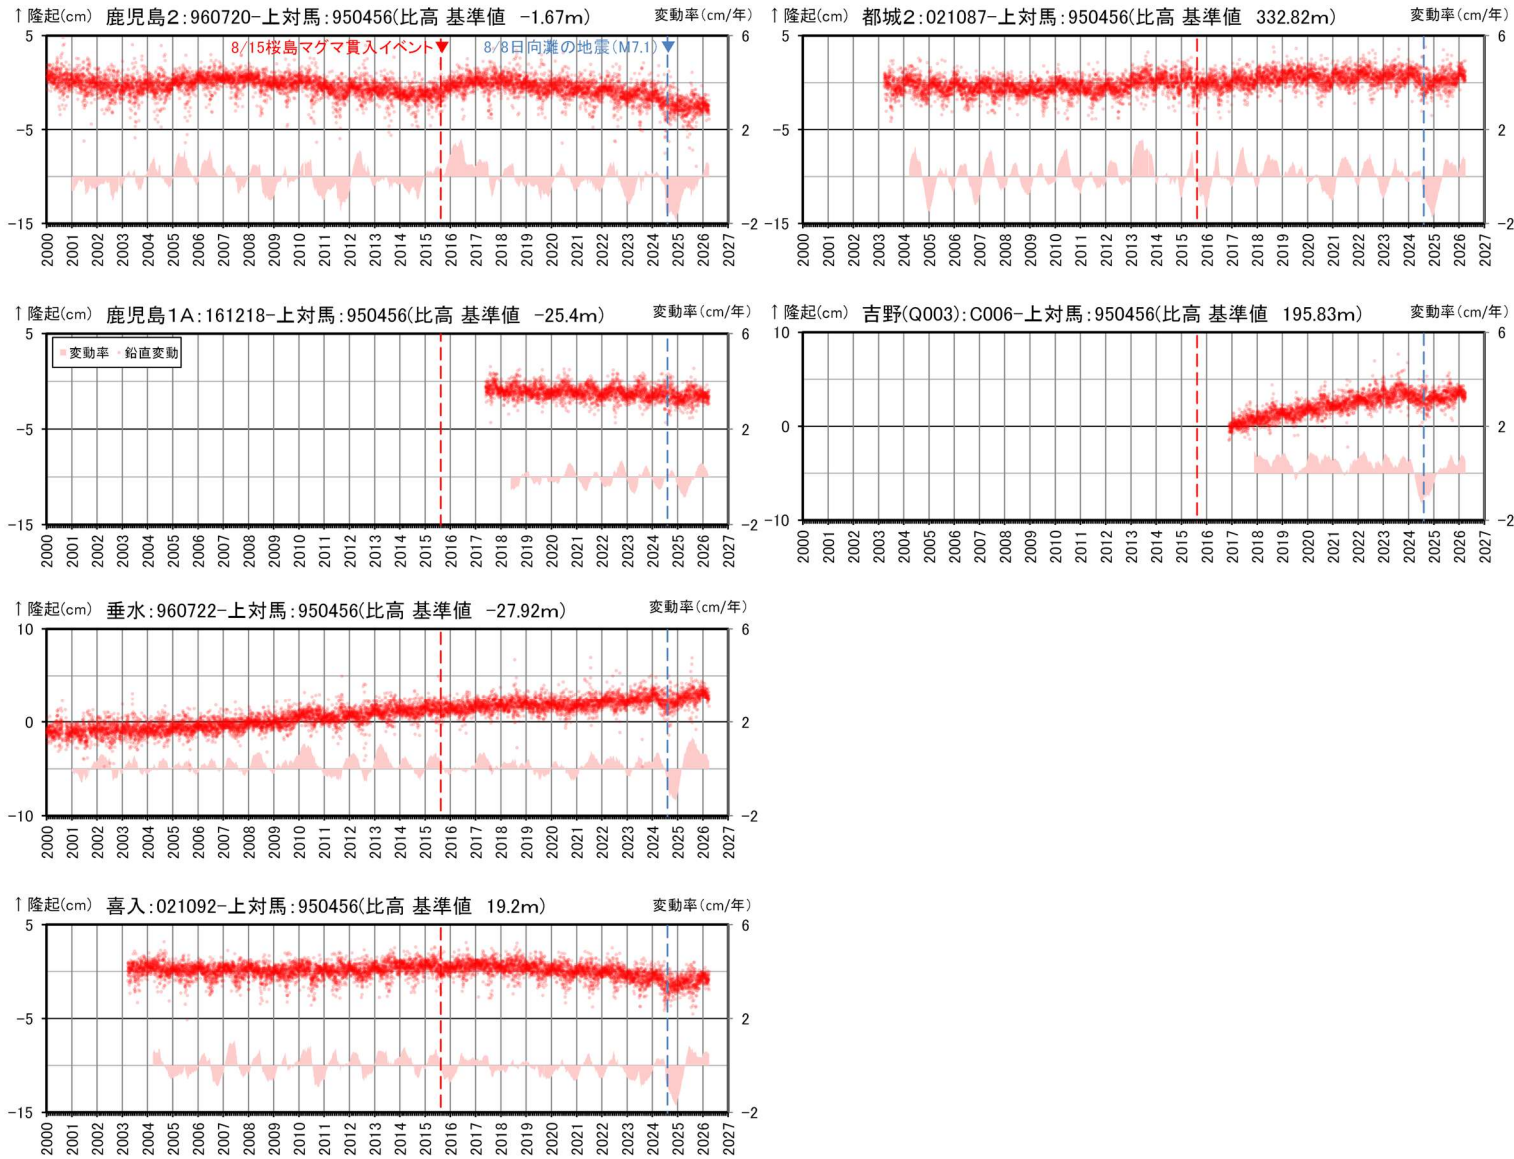 ↑隆起(cm) 鹿児島2:960720-上対馬:950456(比高 基準値 -1.67m) 変動率(cm/年)
8/15桜島マグマ貫入イベント▼ 8/8日向灘の地震(M7.1)▼
5 6
-5 2
-15 -2
2000 2001 2002 2003 2004 2005 2006 2007 2008 2009 2010 2011 2012 2013 2014 2015 2016 2017 2018 2019 2020 2021 2022 2023 2024 2025 2026 2027
↑隆起(cm) 都城2:021087-上対馬:950456(比高 基準値 332.82m) 変動率(cm/年)
5 6
-5 2
-15 -2
2000 2001 2002 2003 2004 2005 2006 2007 2008 2009 2010 2011 2012 2013 2014 2015 2016 2017 2018 2019 2020 2021 2022 2023 2024 2025 2026 2027
↑隆起(cm) 鹿児島1A:161218-上対馬:950456(比高 基準値 -25.4m) 変動率(cm/年)
変動率 鉛直変動
5 6
-5 2
-15 -2
2000 2001 2002 2003 2004 2005 2006 2007 2008 2009 2010 2011 2012 2013 2014 2015 2016 2017 2018 2019 2020 2021 2022 2023 2024 2025 2026 2027
↑隆起(cm) 吉野(Q003):C006-上対馬:950456(比高 基準値 195.83m) 変動率(cm/年)
10 6
0 2
-10 -2
2000 2001 2002 2003 2004 2005 2006 2007 2008 2009 2010 2011 2012 2013 2014 2015 2016 2017 2018 2019 2020 2021 2022 2023 2024 2025 2026 2027
↑隆起(cm) 垂水:960722-上対馬:950456(比高 基準値 -27.92m) 変動率(cm/年)
10 6
0 2
-10 -2
2000 2001 2002 2003 2004 2005 2006 2007 2008 2009 2010 2011 2012 2013 2014 2015 2016 2017 2018 2019 2020 2021 2022 2023 2024 2025 2026 2027
↑隆起(cm) 喜入:021092-上対馬:950456(比高 基準値 19.2m) 変動率(cm/年)
5 6
-5 2
-15 -2
2000 2001 2002 2003 2004 2005 2006 2007 2008 2009 2010 2011 2012 2013 2014 2015 2016 2017 2018 2019 2020 2021 2022 2023 2024 2025 2026 2027